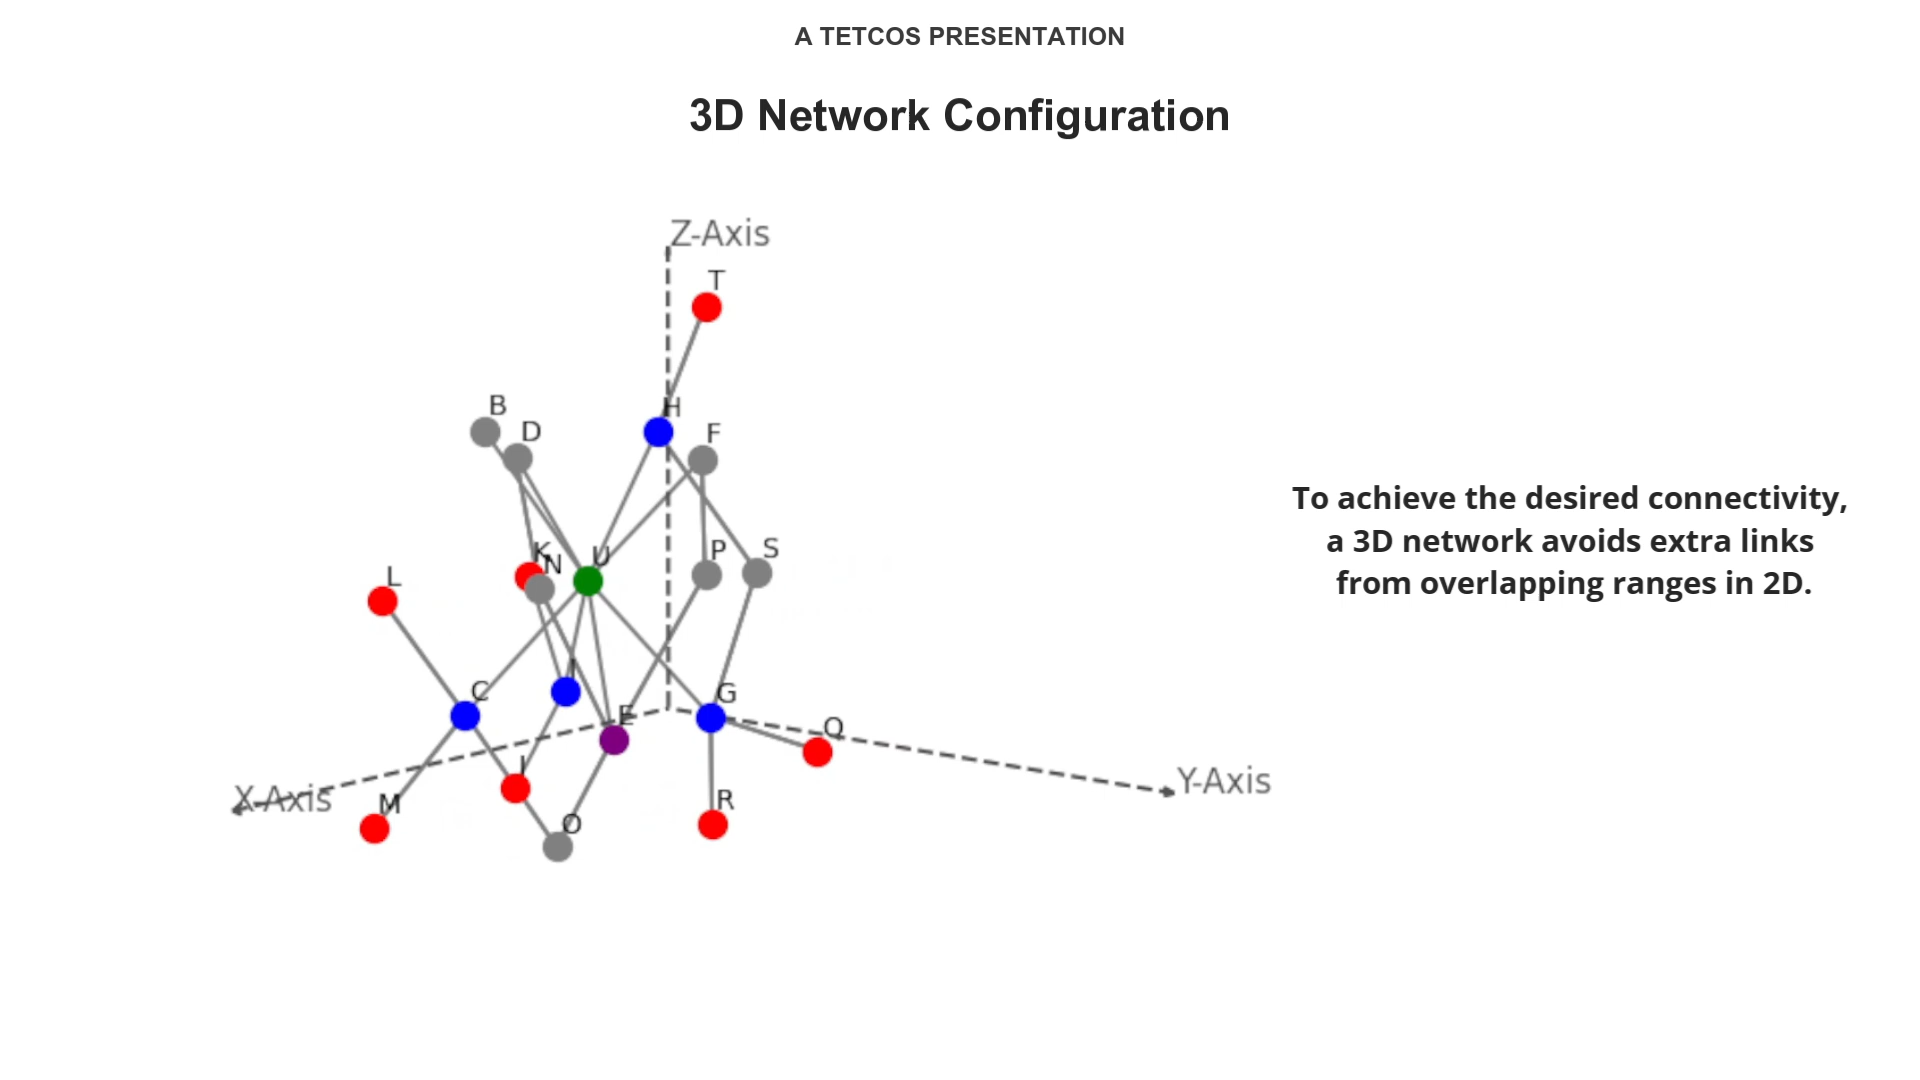 A TETCOS PRESENTATION
3D Network Configuration
Z-Axis
T
B
H
D
F
K
N
U
P
S
L
C
G
E
Q
J
X-Axis
M
R
O
Y-Axis
To achieve the desired connectivity,
a 3D network avoids extra links
from overlapping ranges in 2D.